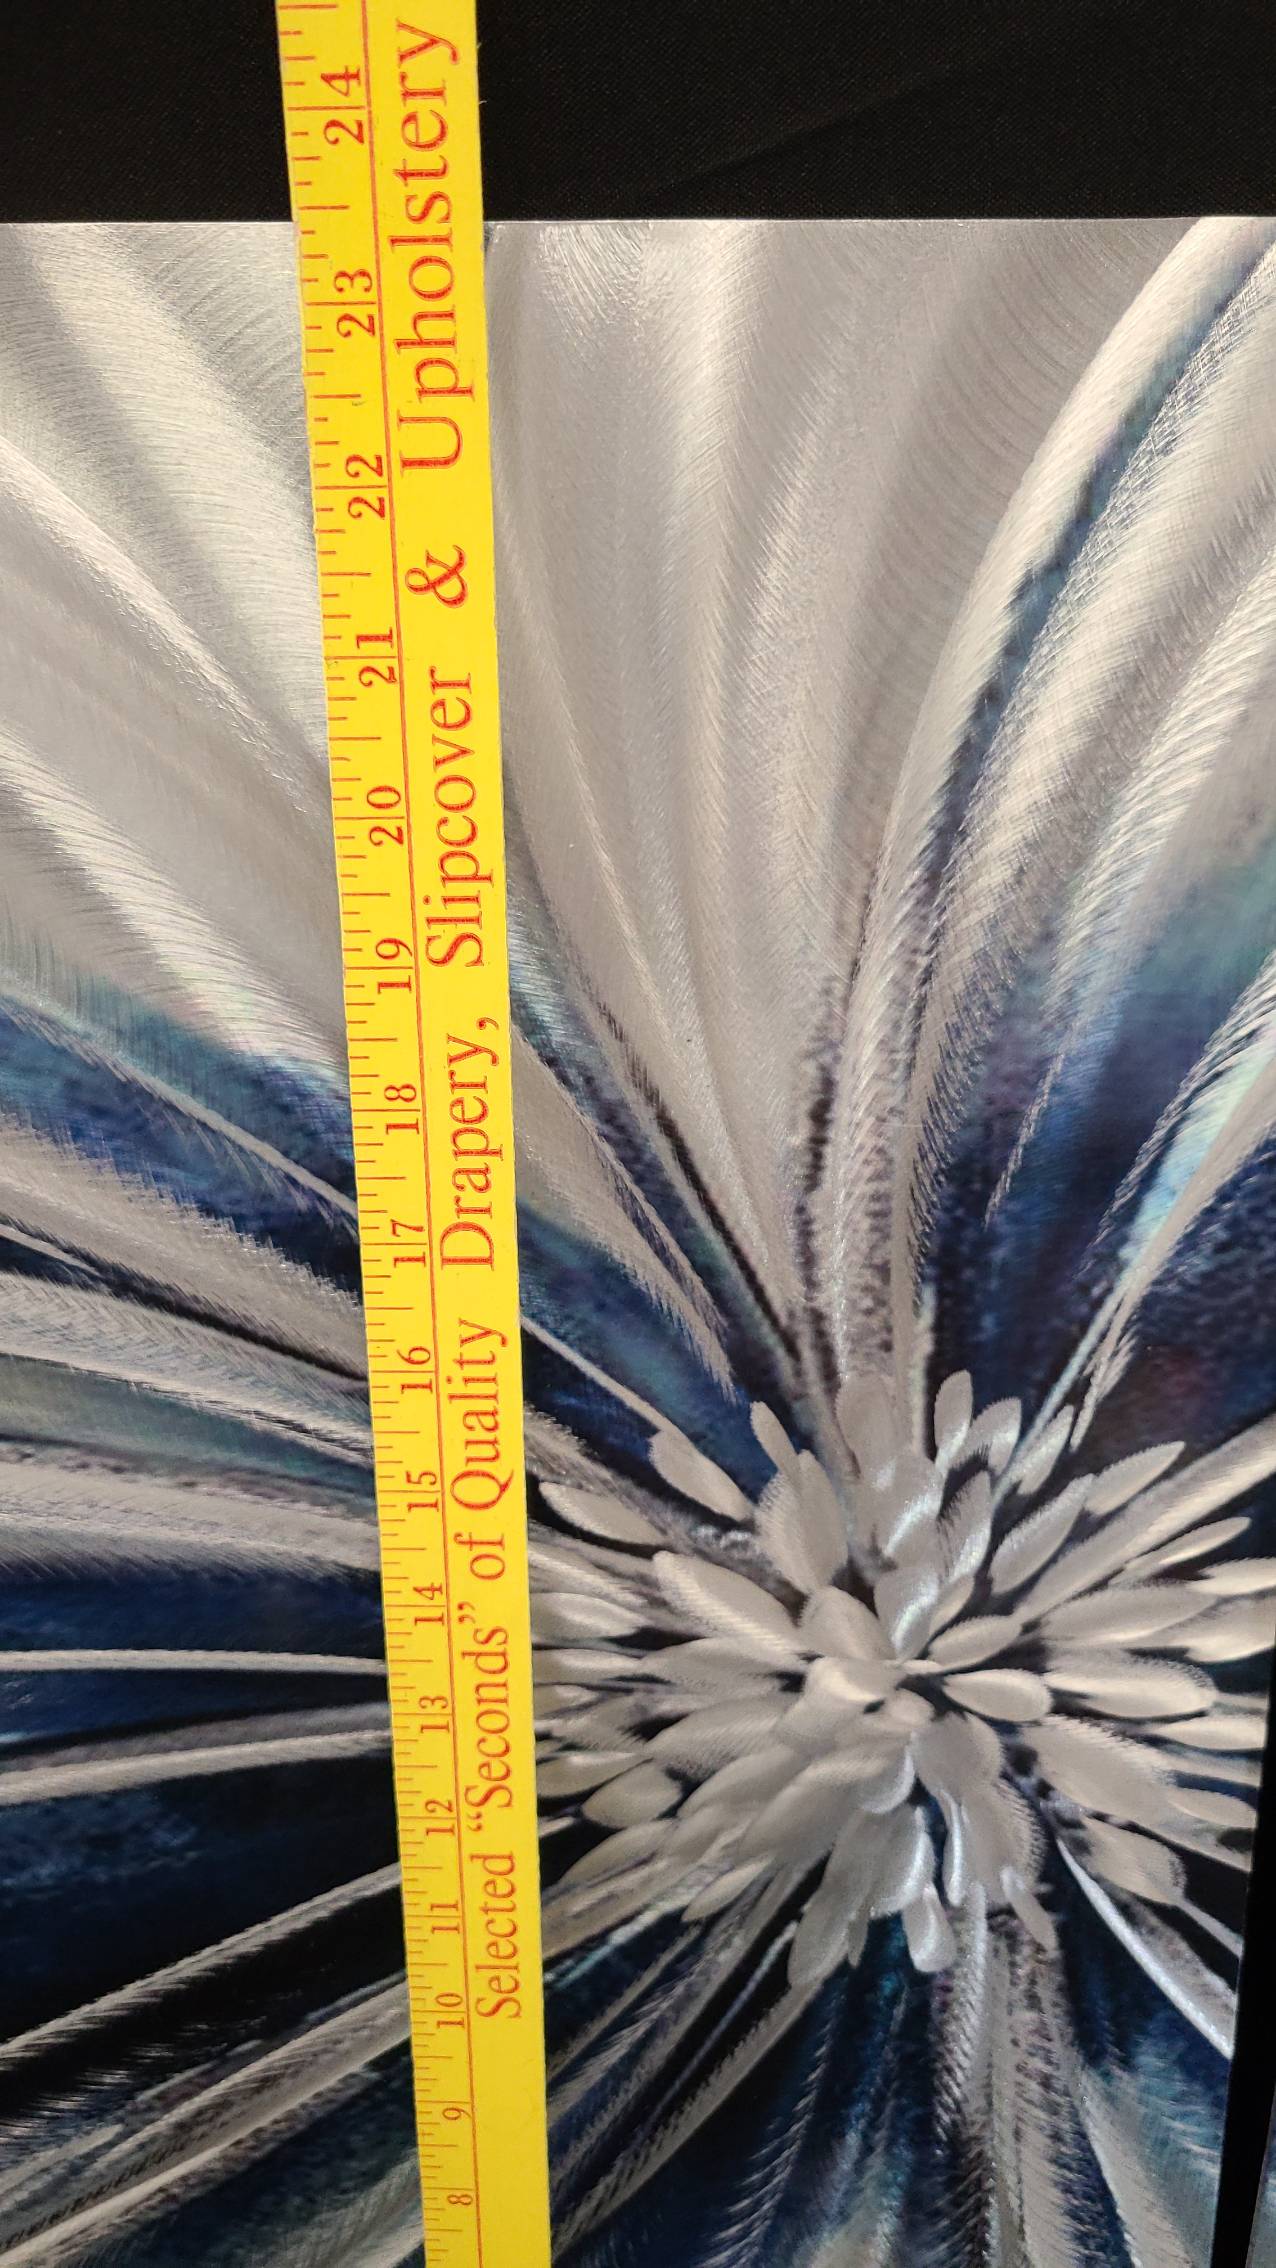 Selected “Seconds” of Quality Drapery, Slipcover & Upholstery
8 9 10 11 12 13 14 15 16 17 18 19 20 21 22 23 24